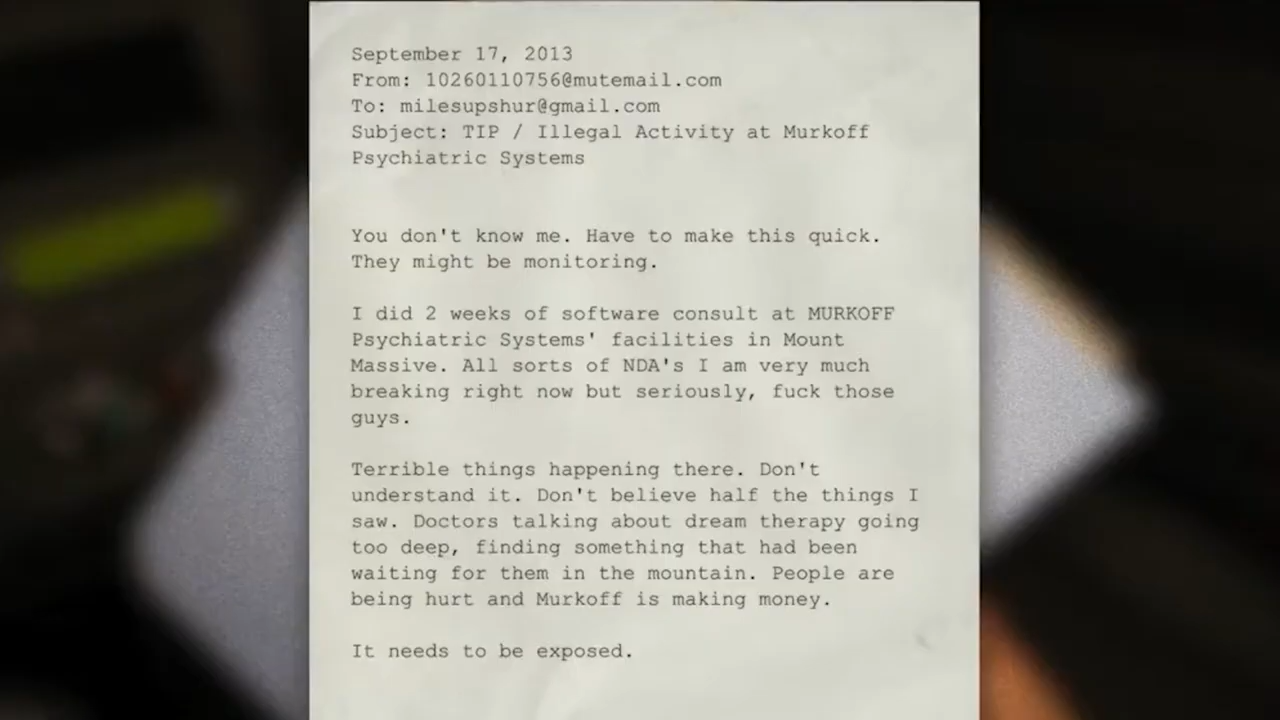 September 17, 2013
From: 10260110756@mutemail.com
To: milesupshur@gmail.com
Subject: TIP / Illegal Activity at Murkoff
Psychiatric Systems
You don't know me. Have to make this quick.
They might be monitoring.
I did 2 weeks of software consult at MURKOFF
Psychiatric Systems' facilities in Mount
Massive. All sorts of NDA's I am very much
breaking right now but seriously, fuck those
guys.
Terrible things happening there. Don't
understand it. Don't believe half the things I
saw. Doctors talking about dream therapy going
too deep, finding something that had been
waiting for them in the mountain. People are
being hurt and Murkoff is making money.
It needs to be exposed.